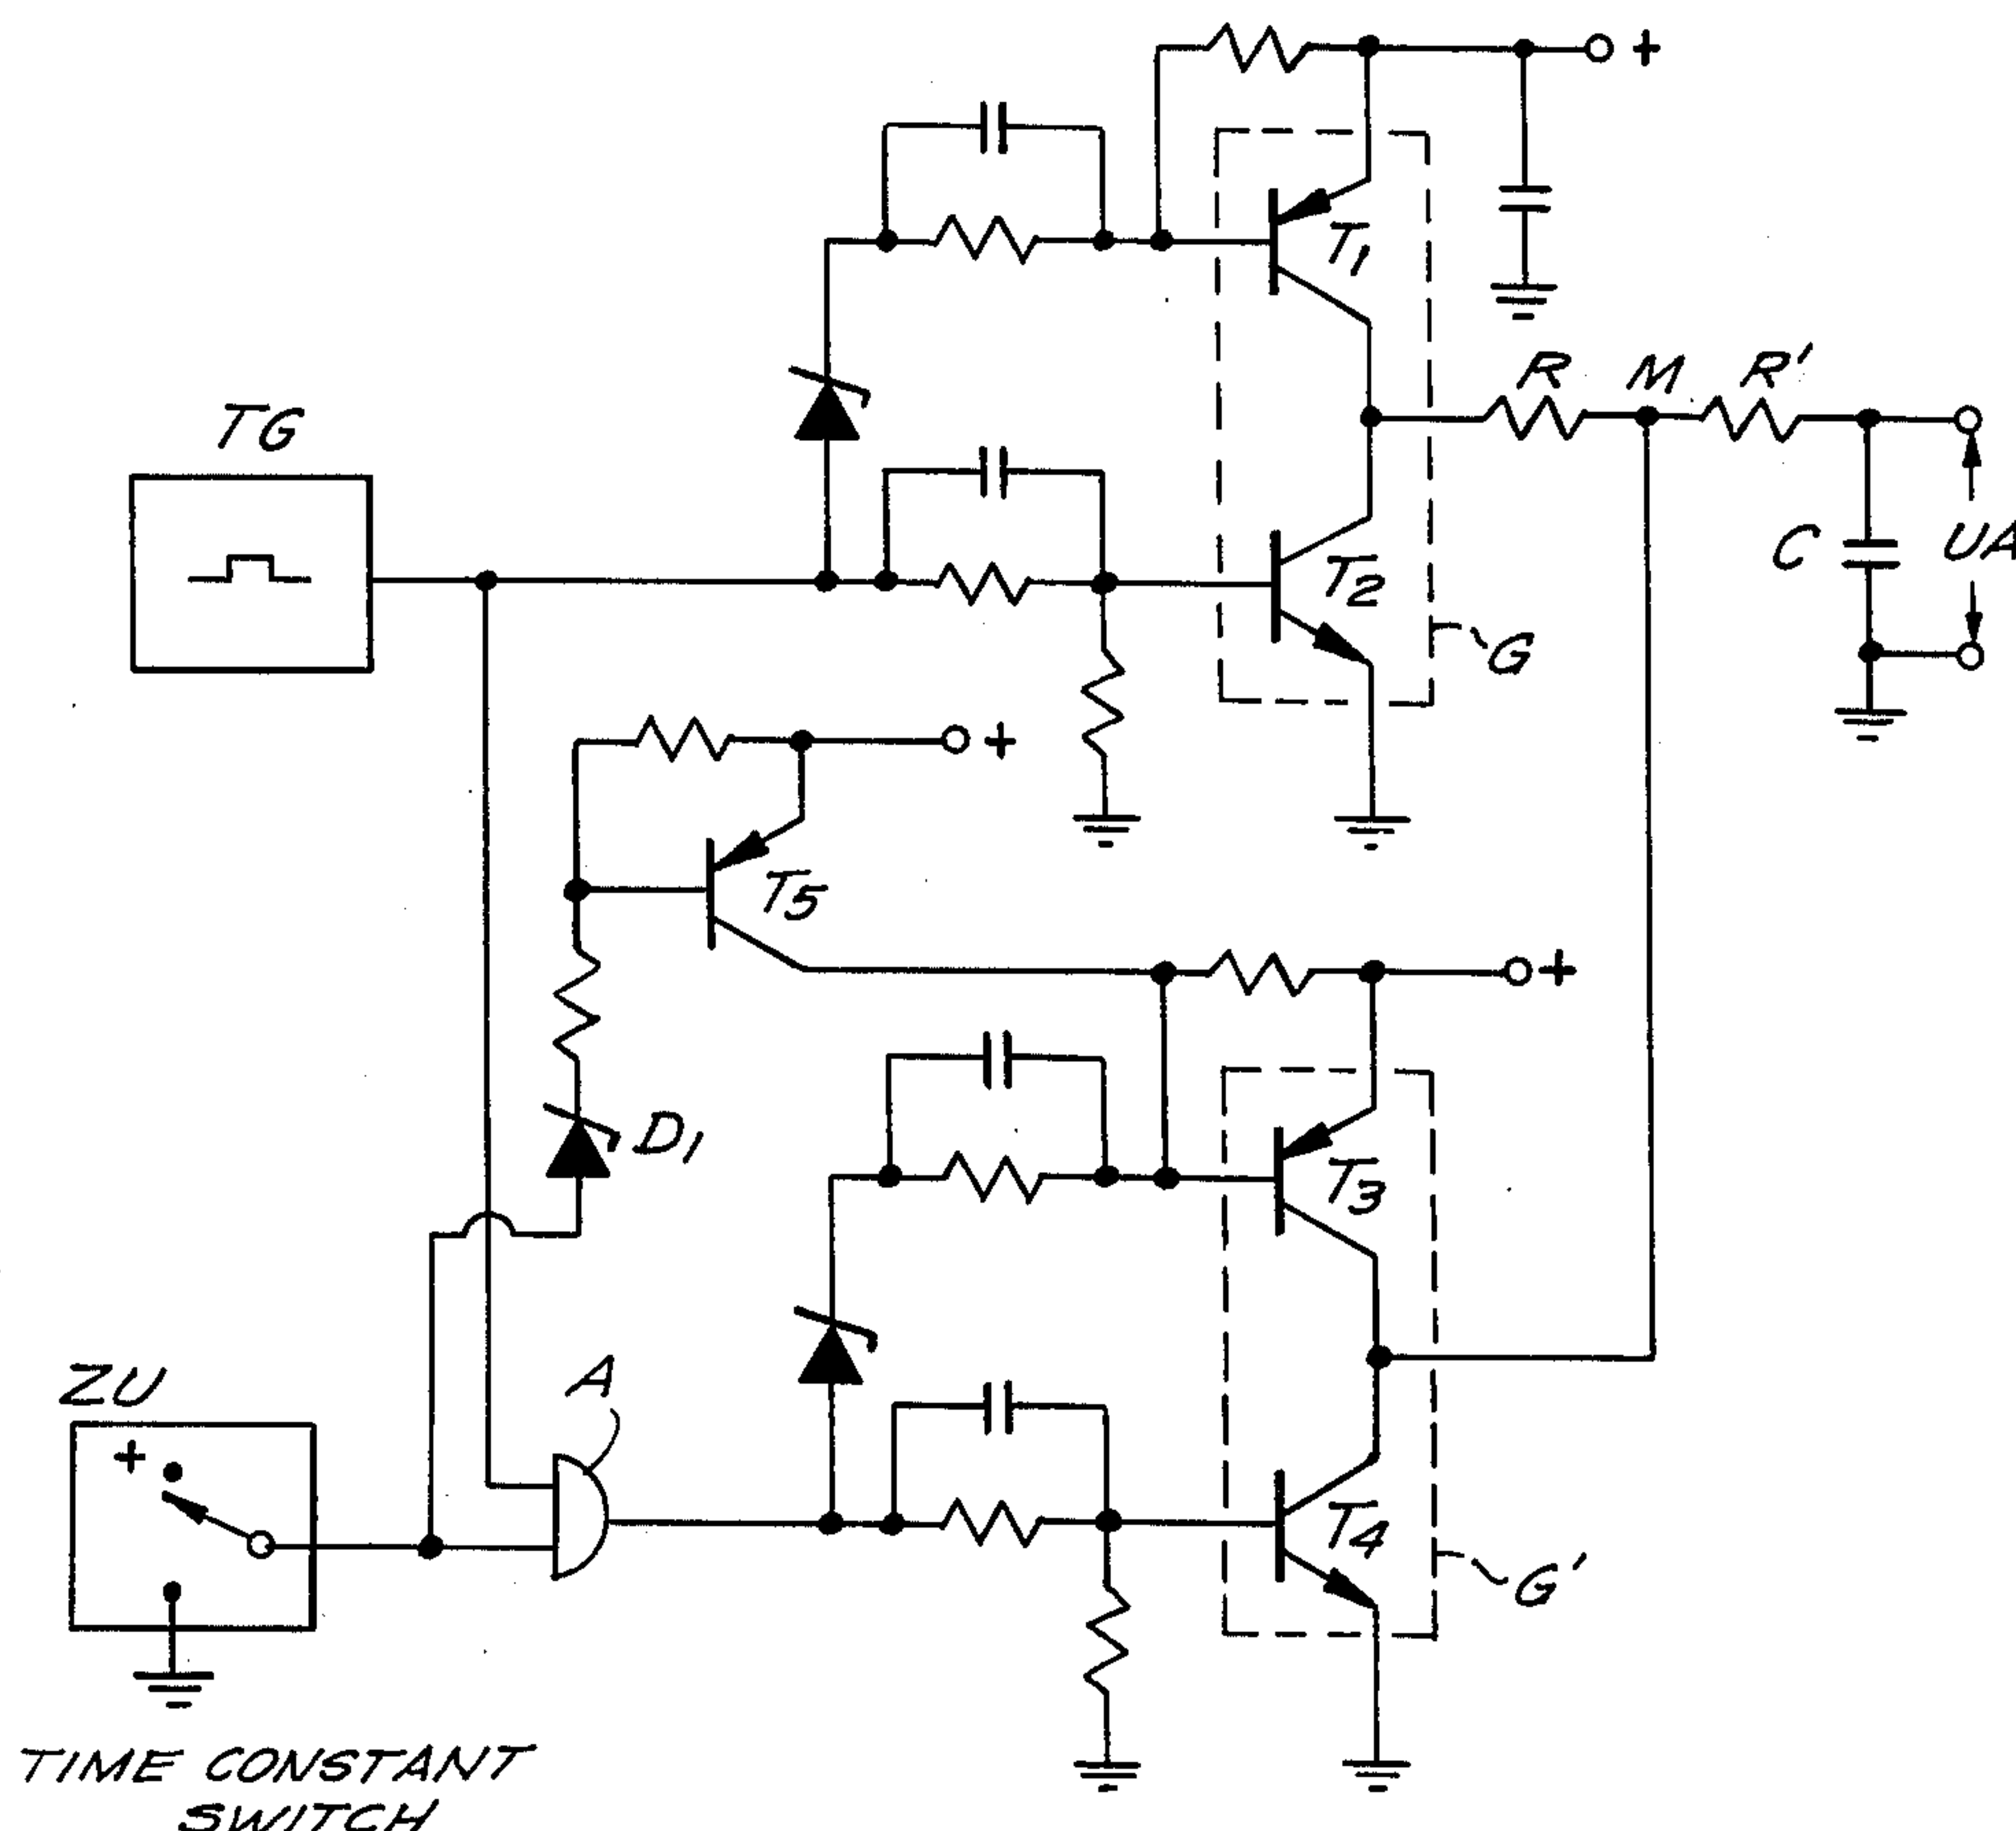 +
T1
R M R'
TG
C UA
T2
G
+
T5
+
D1
T3
ZU
A
+
T4
G'
TIME CONSTANT
SWITCH